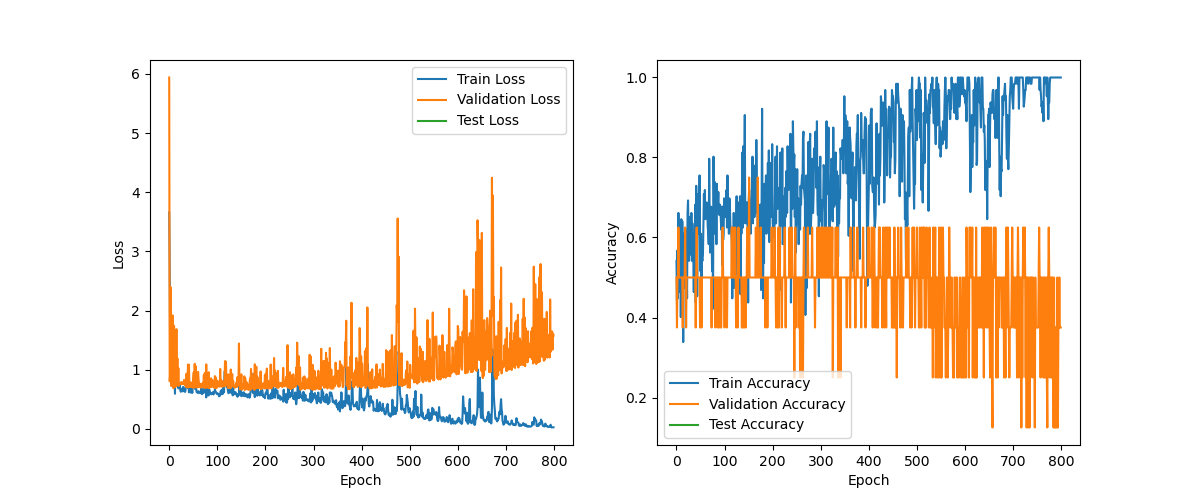 Train Loss
Validation Loss
Test Loss
6
5
4
3
2
1
0
Loss
0 100 200 300 400 500 600 700 800
Epoch
1.0
0.8
0.6
0.4
0.2
Accuracy
Train Accuracy
Validation Accuracy
Test Accuracy
0 100 200 300 400 500 600 700 800
Epoch